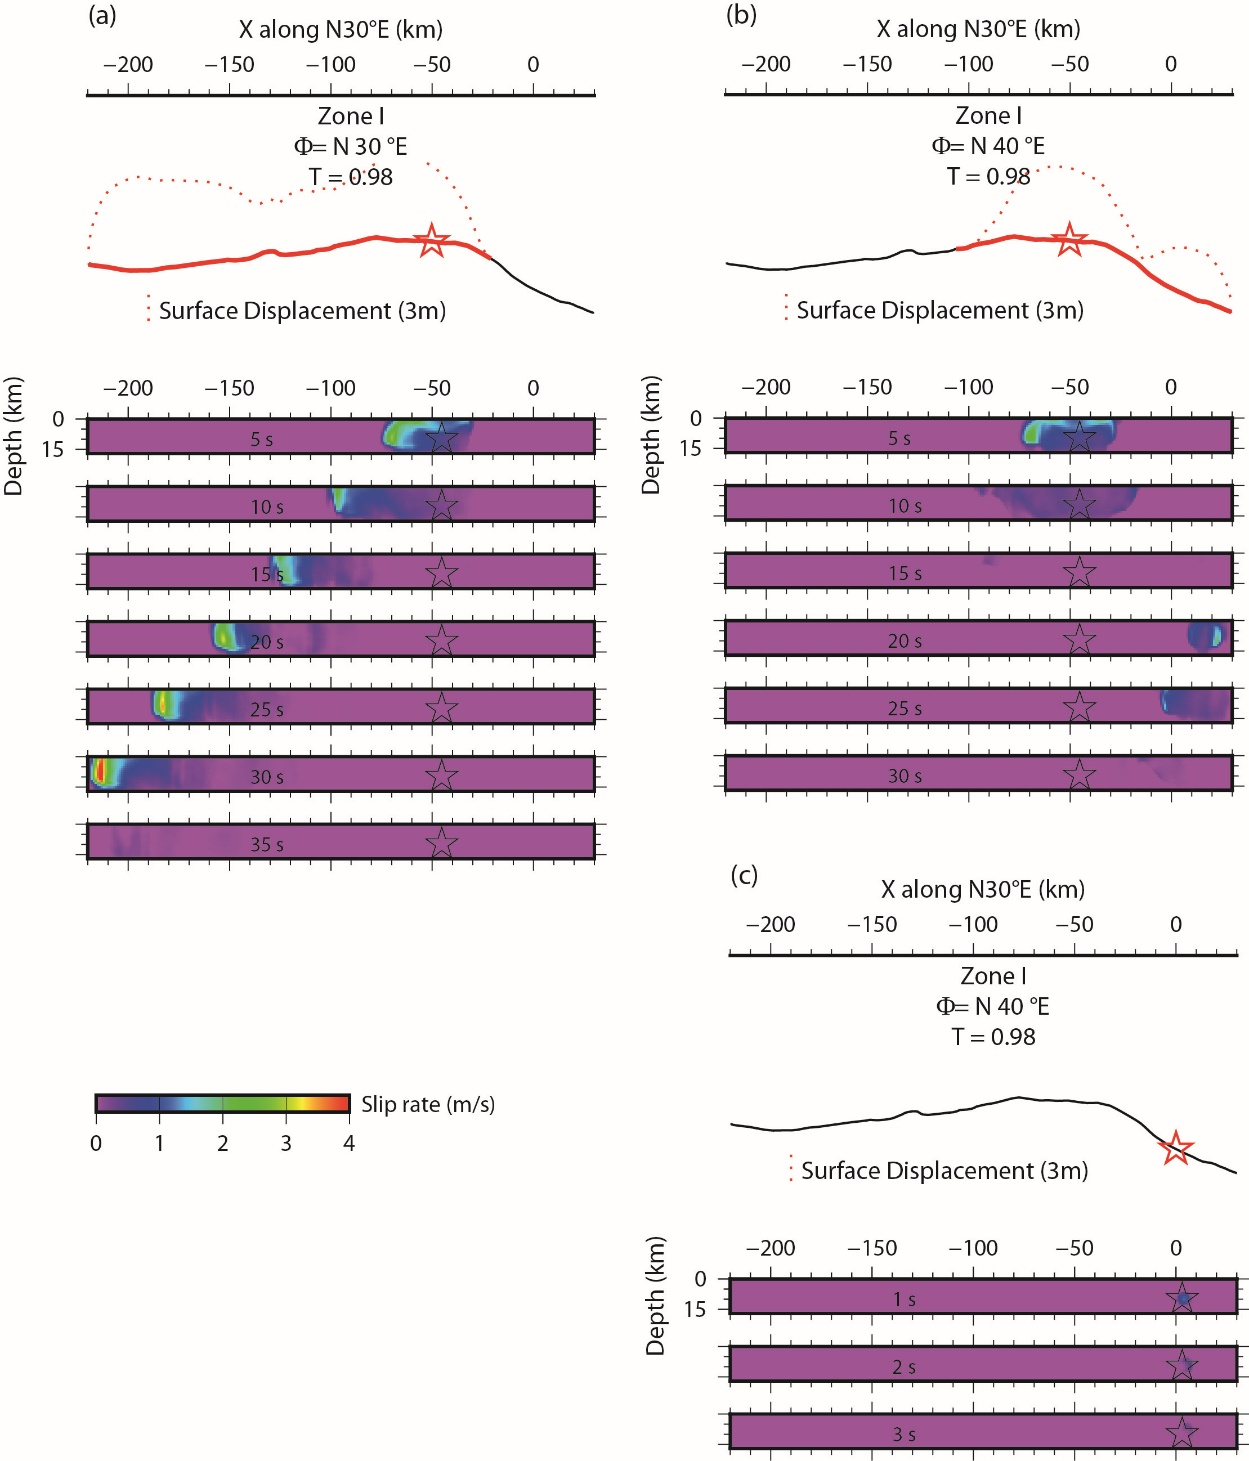 (a)
X along N30°E (km)
−200 −150 −100 −50 0
Zone I
Φ= N 30 °E
T = 0.98
Surface Displacement (3m)
−200 −150 −100 −50 0
Depth (km)
0
15
5 s
10 s
15 s
20 s
25 s
30 s
35 s
Slip rate (m/s)
0 1 2 3 4
(b)
X along N30°E (km)
−200 −150 −100 −50 0
Zone I
Φ= N 40 °E
T = 0.98
Surface Displacement (3m)
−200 −150 −100 −50 0
Depth (km)
0
15
5 s
10 s
15 s
20 s
25 s
30 s
(c)
X along N30°E (km)
−200 −150 −100 −50 0
Zone I
Φ= N 40 °E
T = 0.98
Surface Displacement (3m)
−200 −150 −100 −50 0
Depth (km)
0
15
1 s
2 s
3 s